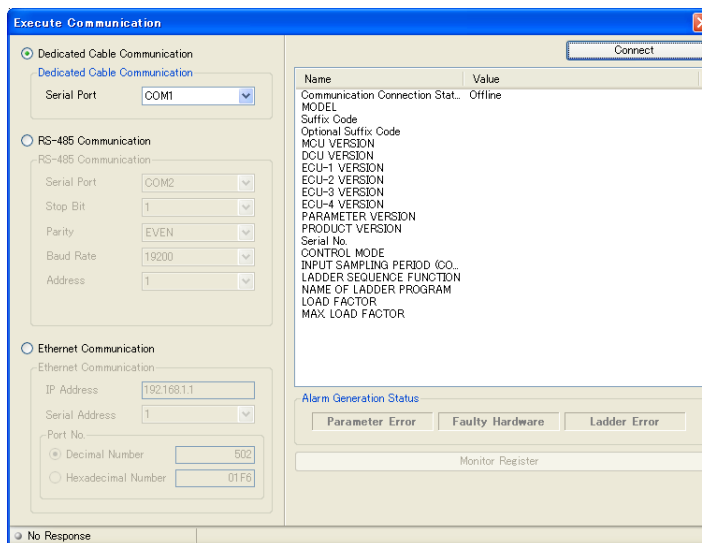 Execute Communication
Dedicated Cable Communication
Dedicated Cable Communication
Serial Port COM1
RS-485 Communication
RS-485 Communication
Serial Port COM2
Stop Bit 1
Parity EVEN
Baud Rate 19200
Address 1
Ethernet Communication
Ethernet Communication
IP Address 192.168.1.1
Serial Address 1
Port No.
Decimal Number 502
Hexadecimal Number 01F6
Connect
Name Value
Communication Connection Stat... Offline
MODEL
Suffix Code
Optional Suffix Code
MCU VERSION
DCU VERSION
ECU-1 VERSION
ECU-2 VERSION
ECU-3 VERSION
ECU-4 VERSION
PARAMETER VERSION
PRODUCT VERSION
Serial No.
CONTROL MODE
INPUT SAMPLING PERIOD (CO...
LADDER SEQUENCE FUNCTION
NAME OF LADDER PROGRAM
LOAD FACTOR
MAX. LOAD FACTOR
Alarm Generation Status
Parameter Error Faulty Hardware Ladder Error
Monitor Register
No Response